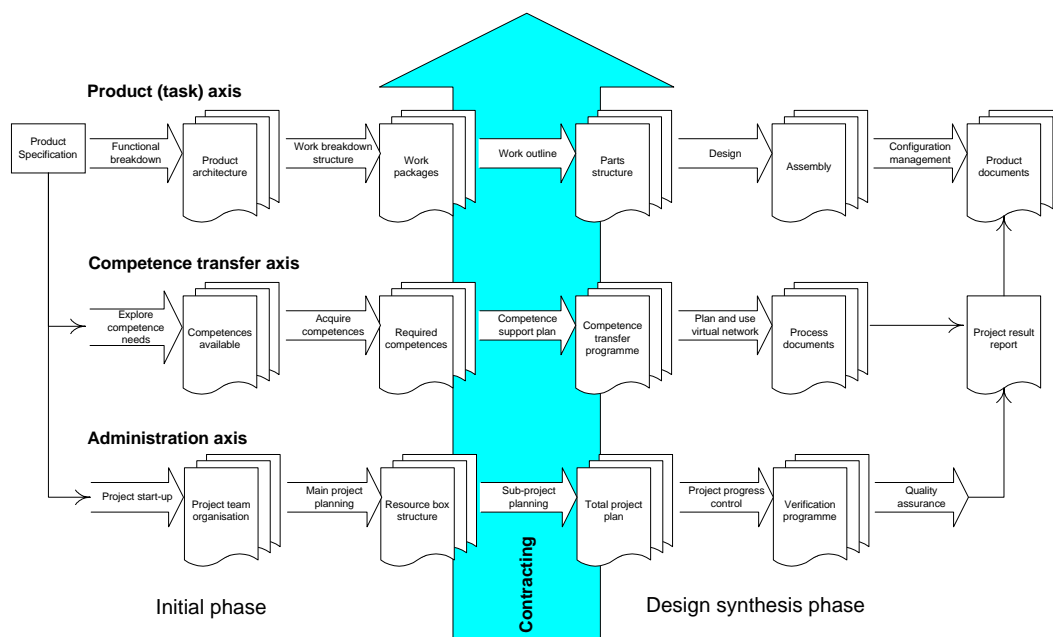 Product (task) axis
Product
Specification
Functional
breakdown
Product
architecture
Work breakdown
structure
Work
packages
Work outline
Parts
structure
Design
Assembly
Configuration
management
Product
documents
Competence transfer axis
Explore
competence
needs
Competences
available
Acquire
competences
Required
competences
Competence
support plan
Competence
transfer
programme
Plan and use
virtual network
Process
documents
Project result
report
Administration axis
Project start-up
Project team
organisation
Main project
planning
Resource box
structure
Sub-project
planning
Total project
plan
Project progress
control
Verification
programme
Quality
assurance
Contracting
Initial phase
Design synthesis phase